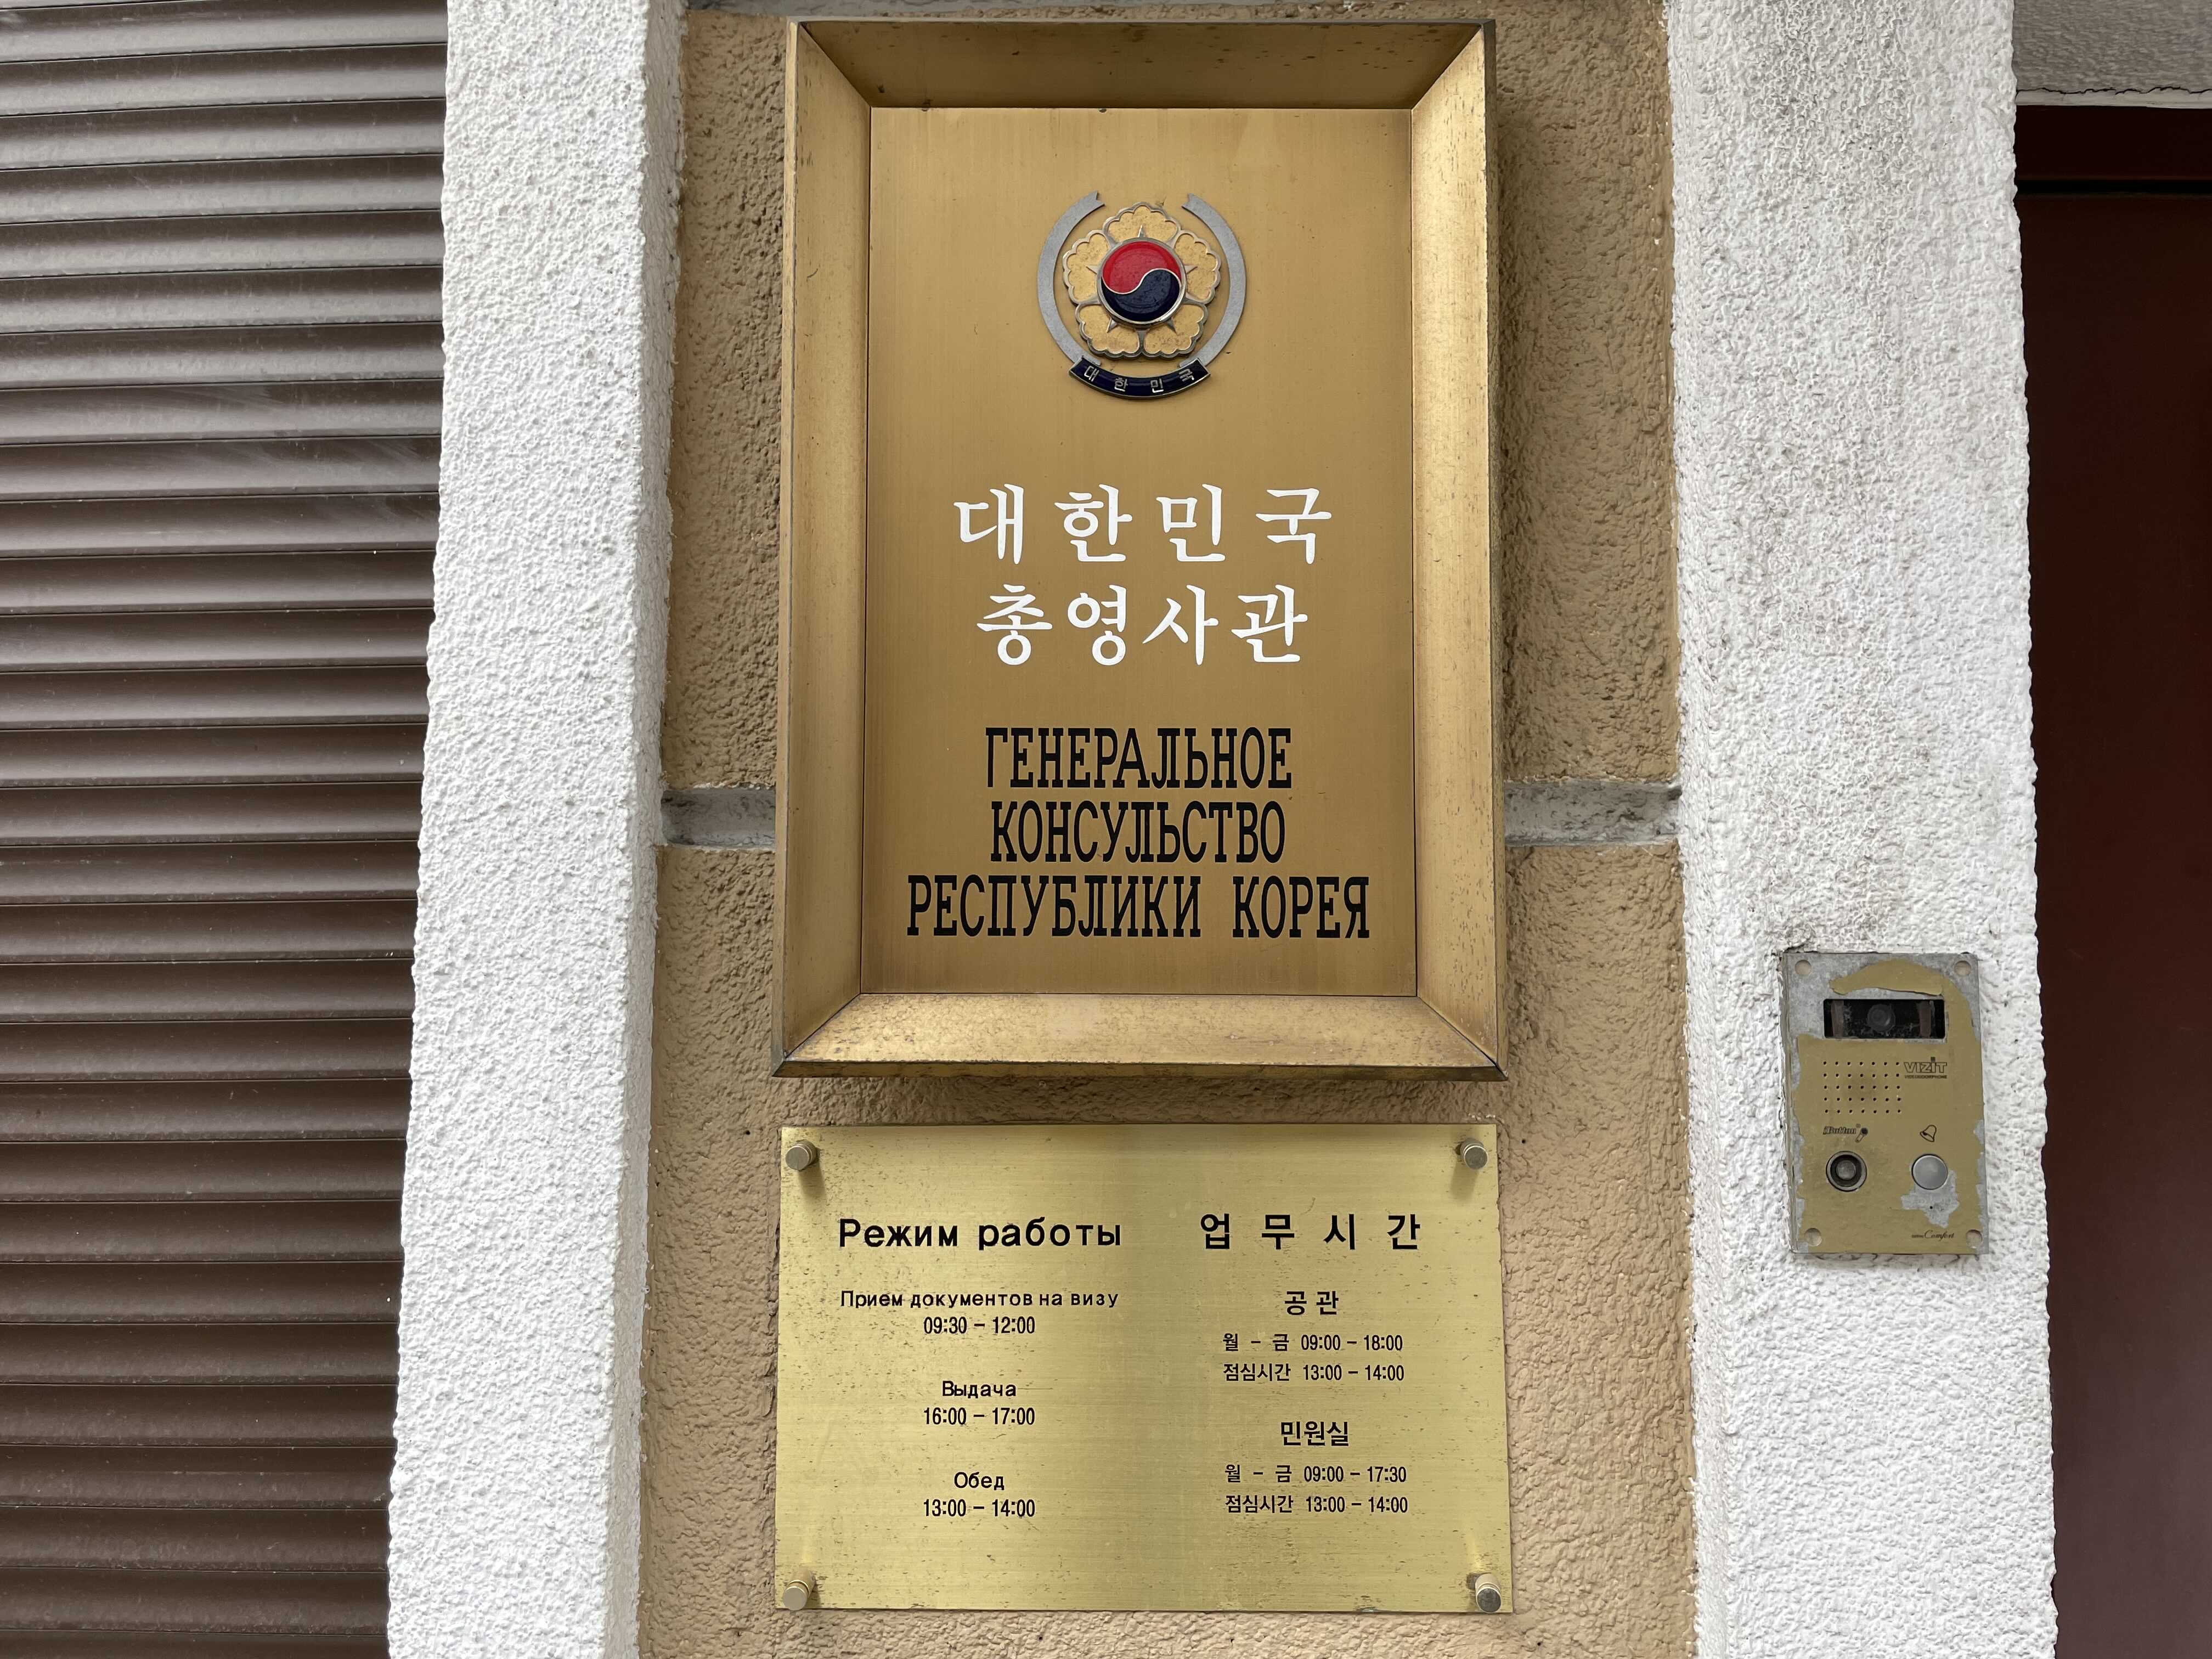 대한민국
대한민국
총영사관
ГЕНЕРАЛЬНОЕ
КОНСУЛЬСТВО
РЕСПУБЛИКИ КОРЕЯ
Режим работы
Прием документов на визу
09:30 – 12:00
Выдача
16:00 – 17:00
Обед
13:00 – 14:00
업무시간
공관
월 – 금 09:00 – 18:00
점심시간 13:00 – 14:00
민원실
월 – 금 09:00 – 17:30
점심시간 13:00 – 14:00
VIZIT
Comfort